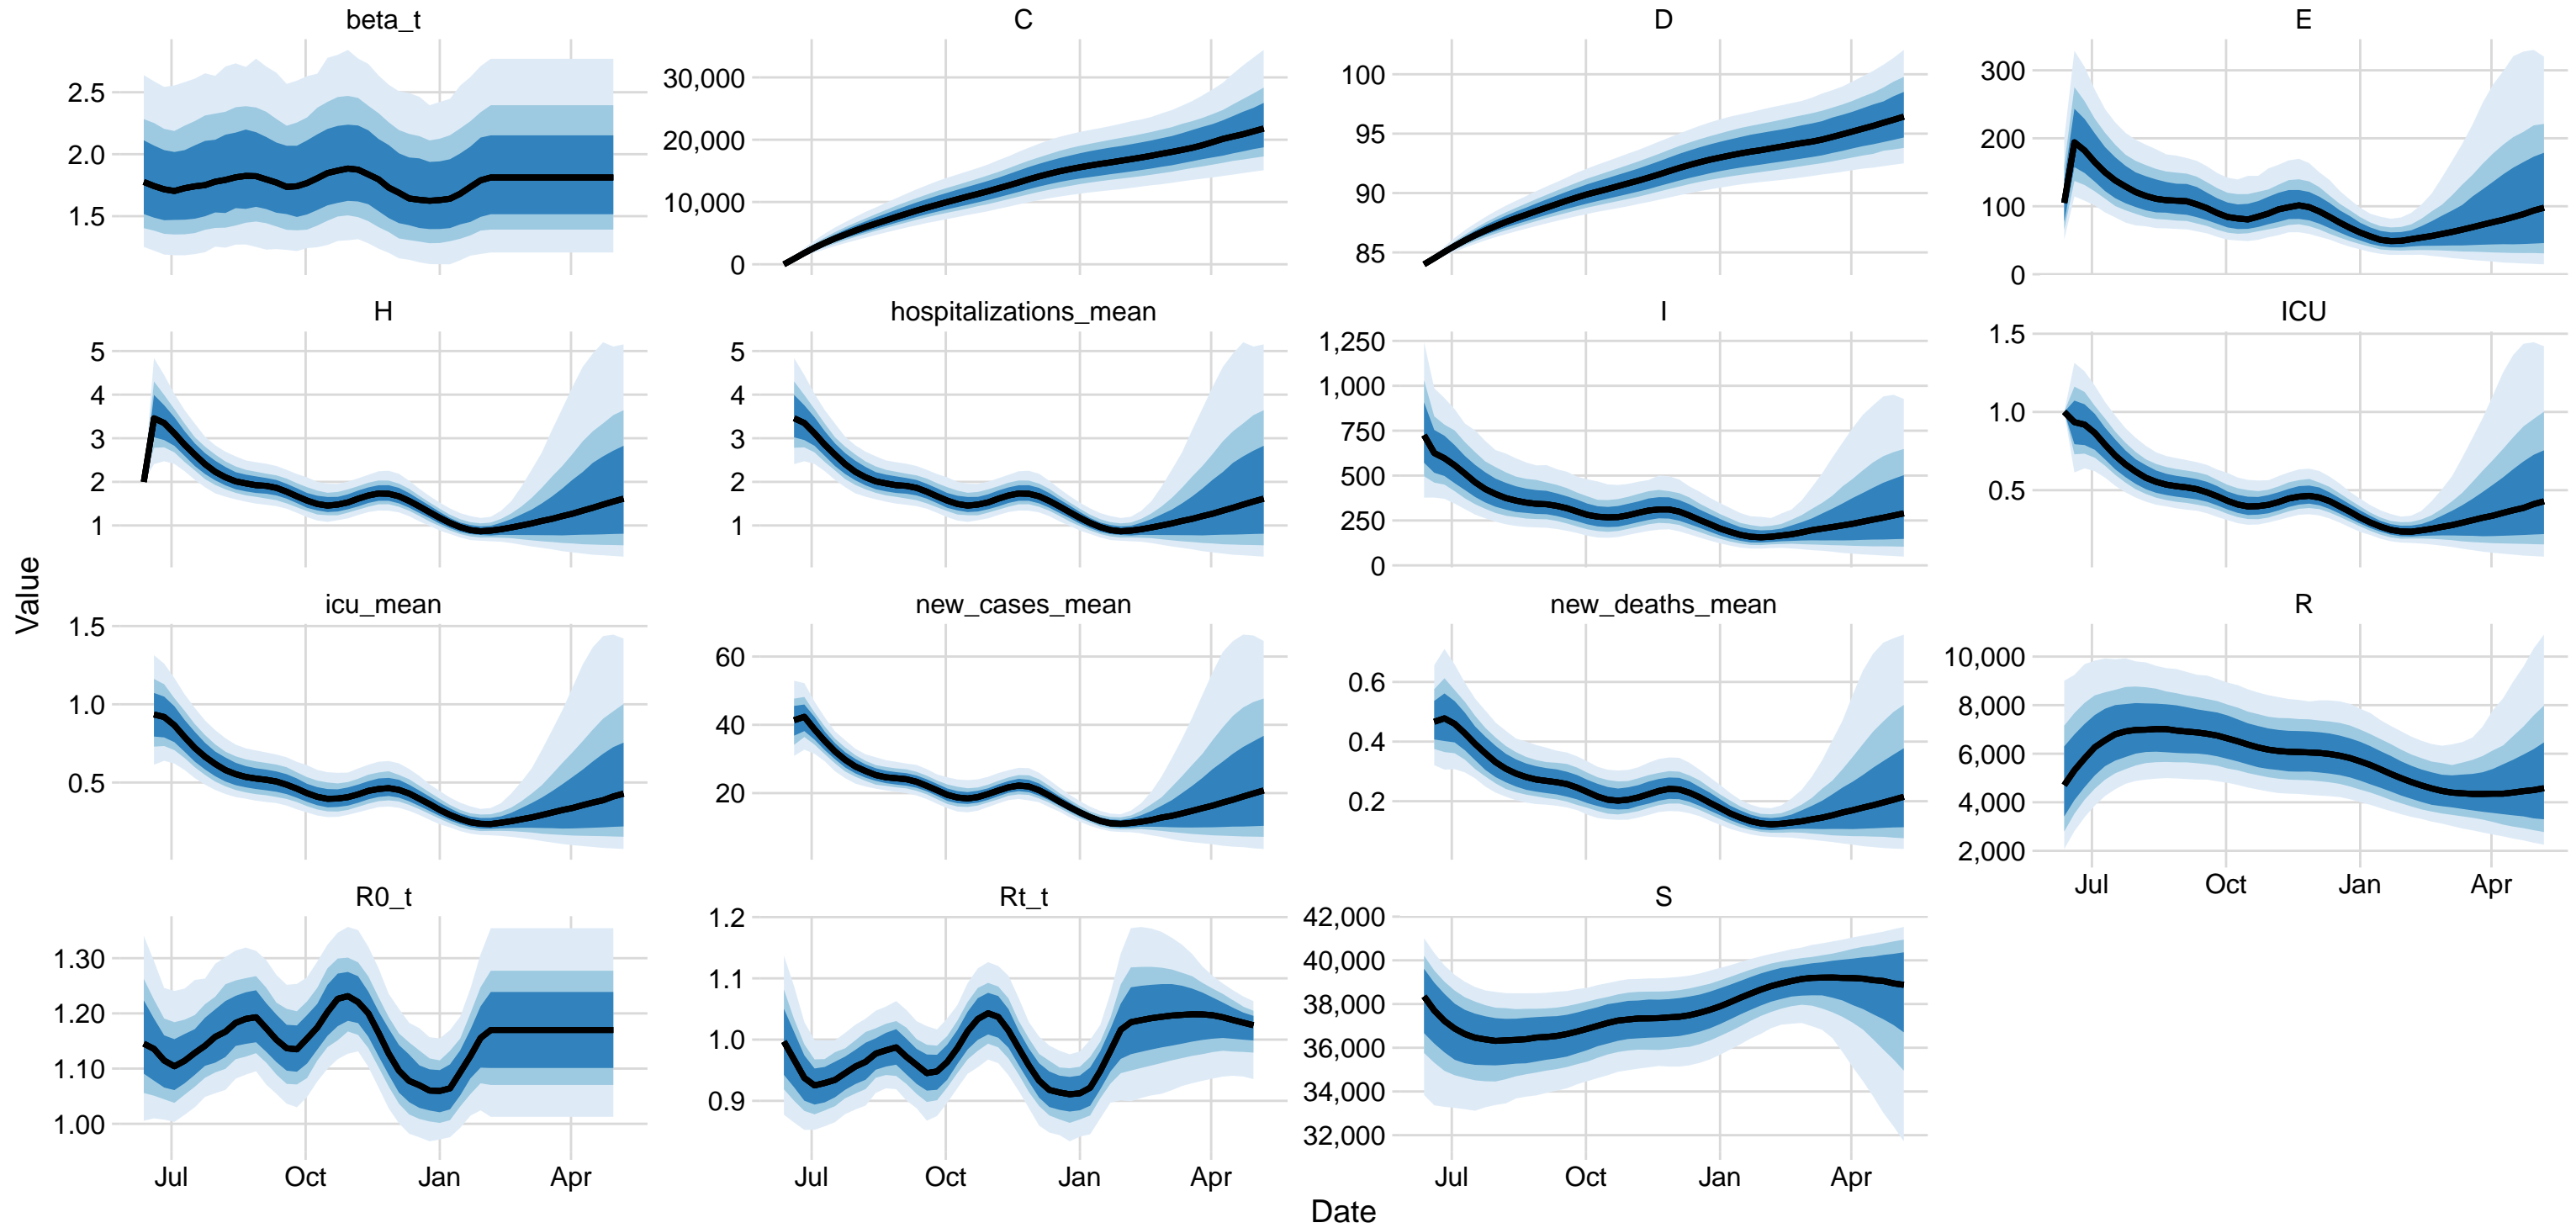 beta_t
C
D
E
2.5
2.0
1.5
30,000
20,000
10,000
0
100
95
90
85
300
200
100
0
H
hospitalizations_mean
I
ICU
5
4
3
2
1
5
4
3
2
1
1,250
1,000
750
500
250
0
1.5
1.0
0.5
Value
icu_mean
new_cases_mean
new_deaths_mean
R
1.5
1.0
0.5
60
40
20
0.6
0.4
0.2
10,000
8,000
6,000
4,000
2,000
Jul Oct Jan Apr
R0_t
Rt_t
S
1.30
1.20
1.10
1.00
1.2
1.1
1.0
0.9
42,000
40,000
38,000
36,000
34,000
32,000
Jul Oct Jan Apr
Jul Oct Jan Apr
Jul Oct Jan Apr
Date